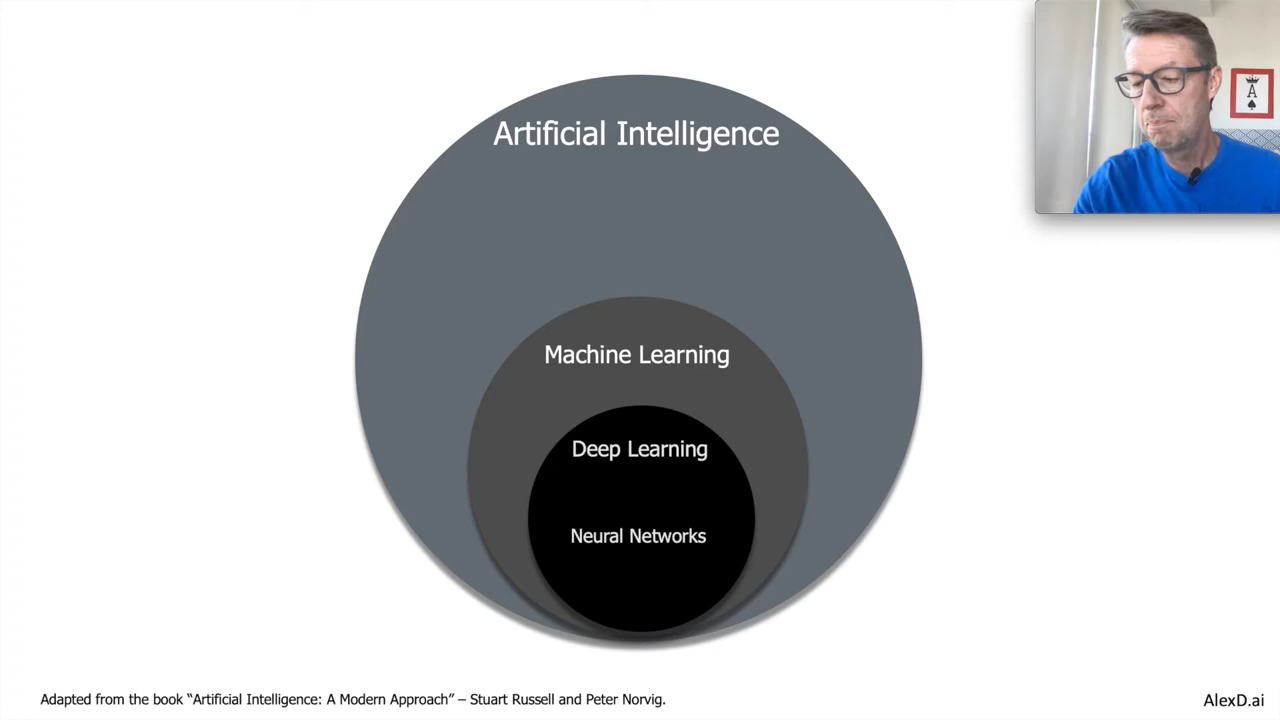 Artificial Intelligence
A
Machine Learning
Deep Learning
Neural Networks
Adapted from the book “Artificial Intelligence: A Modern Approach” – Stuart Russell and Peter Norvig.
AlexD.ai